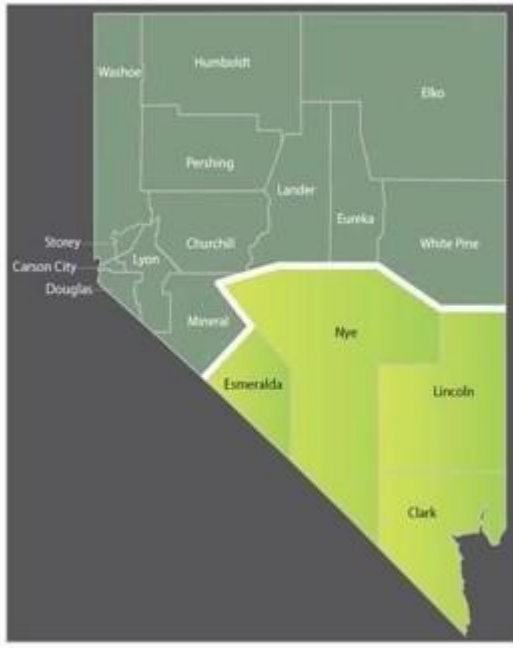 Washoe
Humboldt
Elko
Pershing
Lander
Eureka
White Pine
Storey
Churchill
Lyon
Carson City
Douglas
Mineral
Nye
Esmeralda
Lincoln
Clark